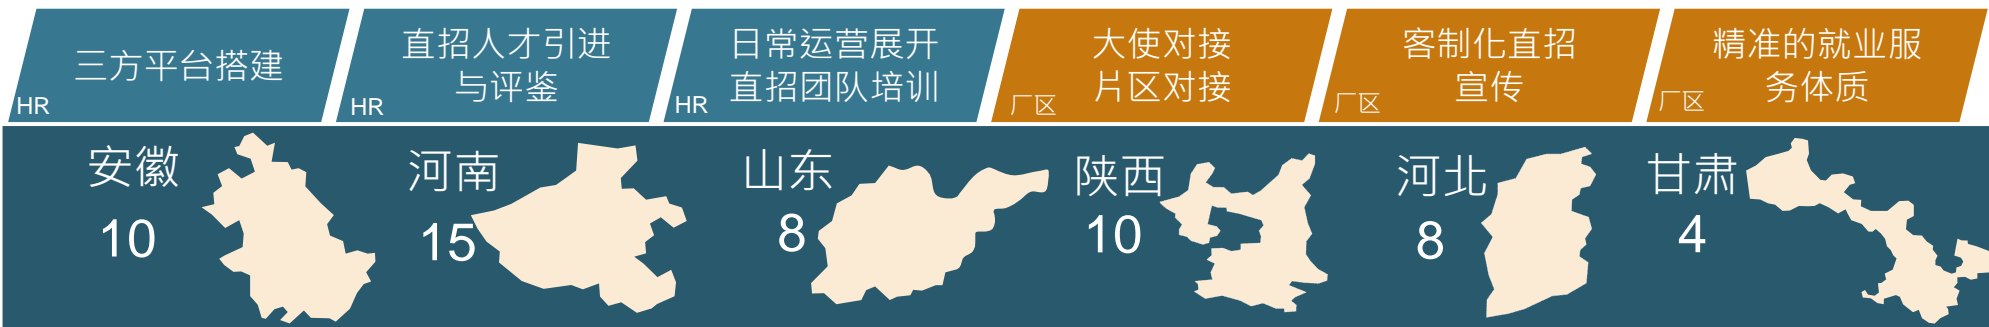 三方平台搭建
HR
直招人才引进
与评鉴
HR
日常运营展开
直招团队培训
HR
大使对接
片区对接
厂区
客制化直招
宣传
厂区
精准的就业服
务体质
厂区
安徽
10
河南
15
山东
8
陕西
10
河北
8
甘肃
4